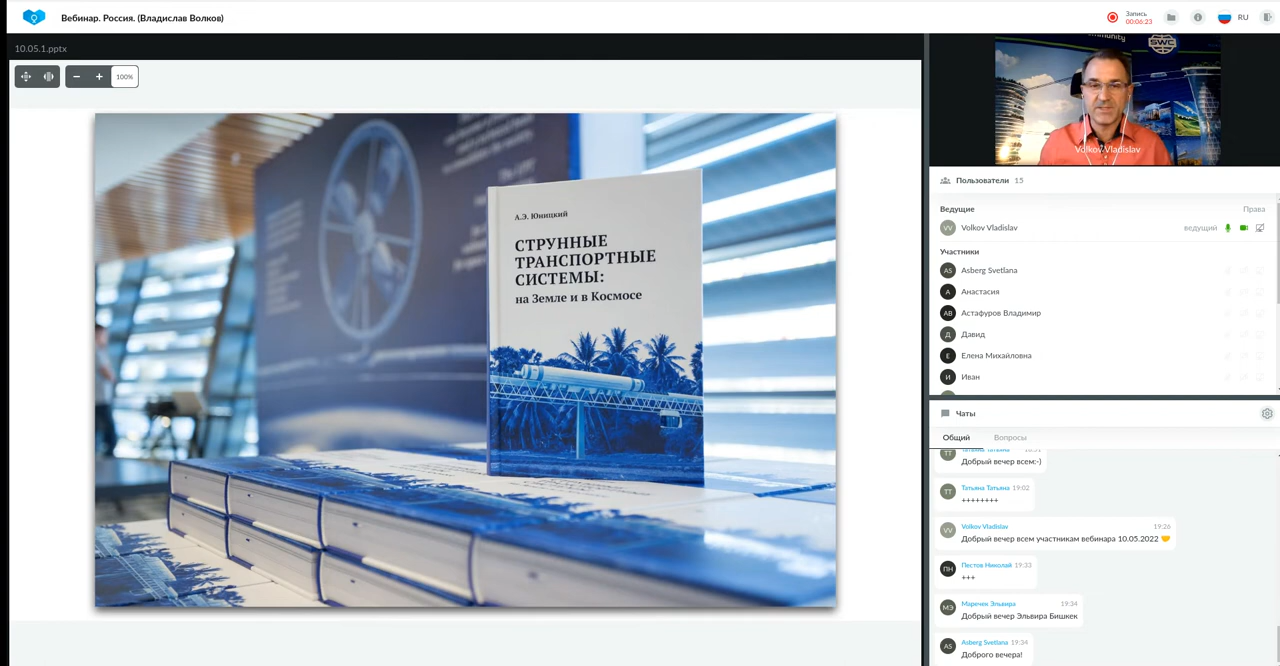 Вебинар. Россия. (Владислав Волков)
Запись
00:06:23
RU
10.05.1.pptx
100%
А.Э. Юницкий
СТРУННЫЕ
ТРАНСПОРТНЫЕ
СИСТЕМЫ:
на Земле и в Космосе
SWC
Volkov Vladislav
Пользователи 15
Ведущие Права
VV Volkov Vladislav ведущий
Участники
AS Asberg Svetlana
А Анастасия
АВ Астафуров Владимир
Д Давид
Е Елена Михайловна
И Иван
Чаты
Общий Вопросы
ТТ
Добрый вечер всем:-)
ТТ Татьяна Татьяна 19:02
++++++++
VV Volkov Vladislav 19:26
Добрый вечер всем участникам вебинара 10.05.2022 🤝
ПН Пестов Николай 19:33
+++
МЭ Маречек Эльвира 19:34
Добрый вечер Эльвира Бишкек
AS Asberg Svetlana 19:34
Доброго вечера!